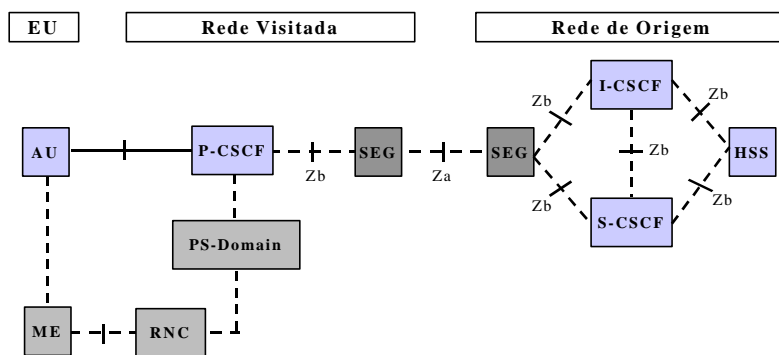 EU
Rede Visitada
Rede de Origem
I-CSCF
Zb
Zb
AU
P-CSCF
SEG
SEG
HSS
Zb
Zb
Za
Zb
Zb
S-CSCF
PS-Domain
ME
RNC